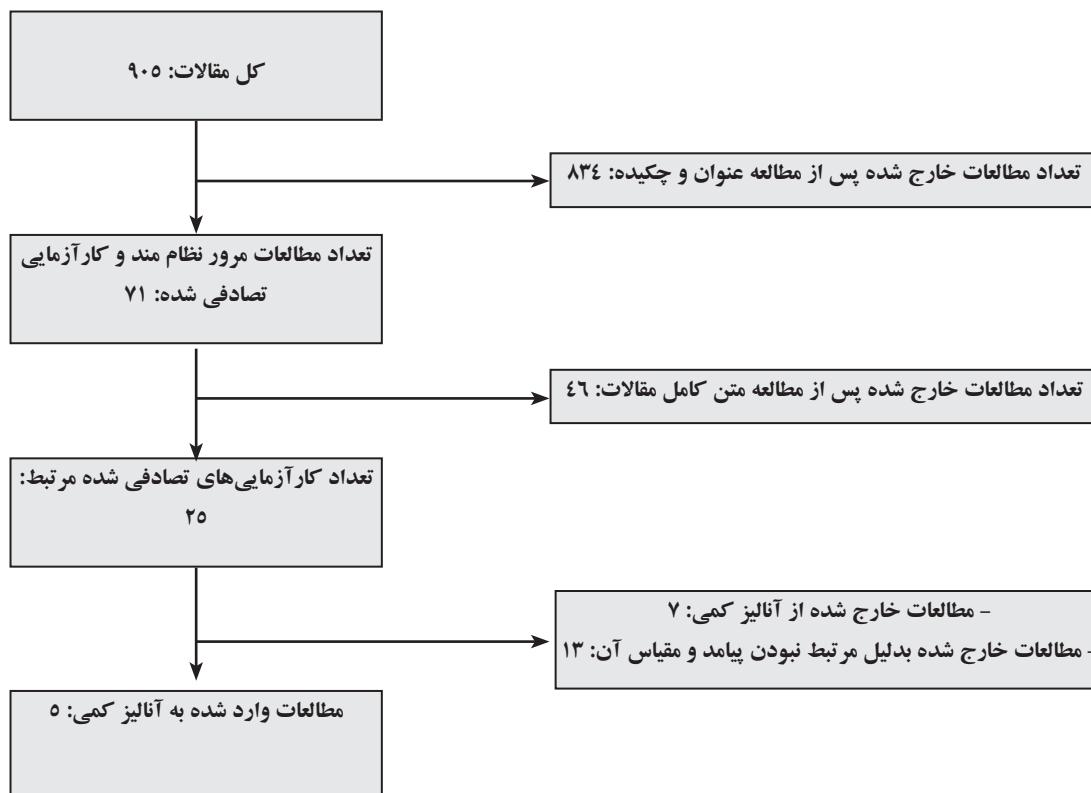 کل مقالات: ۹۰۵
تعداد مطالعات خارج شده پس از مطالعه عنوان و چکیده: ۸۳٤
تعداد مطالعات مرور نظام مند و کارآزمایی
تصادفی شده: ۷۱
تعداد مطالعات خارج شده پس از مطالعه متن کامل مقالات: ٤٦
تعداد کارآزمایی‌های تصادفی شده مرتبط:
۲٥
- مطالعات خارج شده از آنالیز کمی: ۷
- مطالعات خارج شده بدلیل مرتبط نبودن پیامد و مقیاس آن: ۱۳
مطالعات وارد شده به آنالیز کمی: ٥